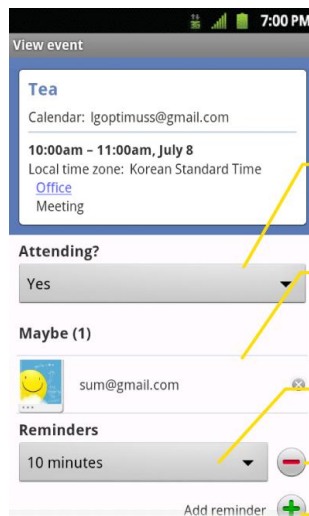 7:00 PM
View event
Tea
Calendar: lgoptimuss@gmail.com
10:00am – 11:00am, July 8
Local time zone: Korean Standard Time
Office
Meeting
Attending?
Yes
Maybe (1)
sum@gmail.com
Reminders
10 minutes
Add reminder